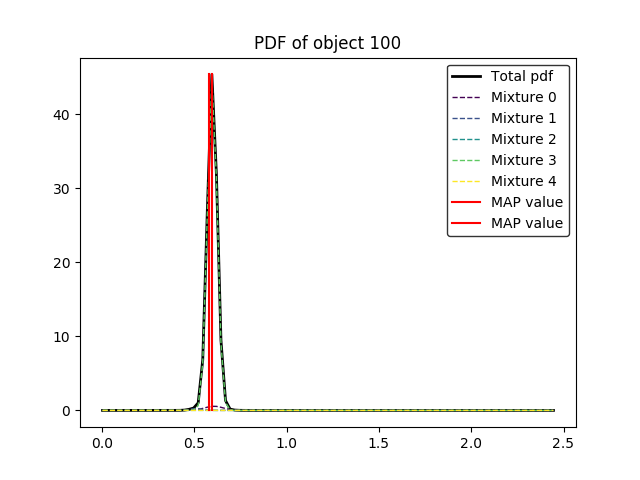 PDF of object 100
Total pdf
Mixture 0
Mixture 1
Mixture 2
Mixture 3
Mixture 4
MAP value
MAP value
40
30
20
10
0
0.0 0.5 1.0 1.5 2.0 2.5